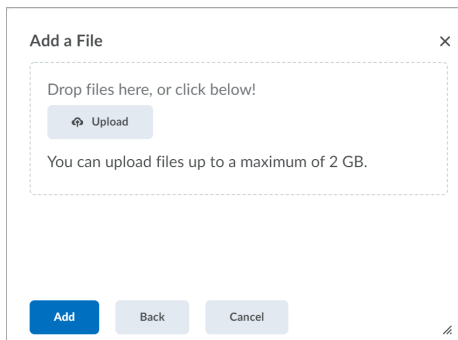 Add a File
Drop files here, or click below!
Upload
You can upload files up to a maximum of 2 GB.
Add Back Cancel